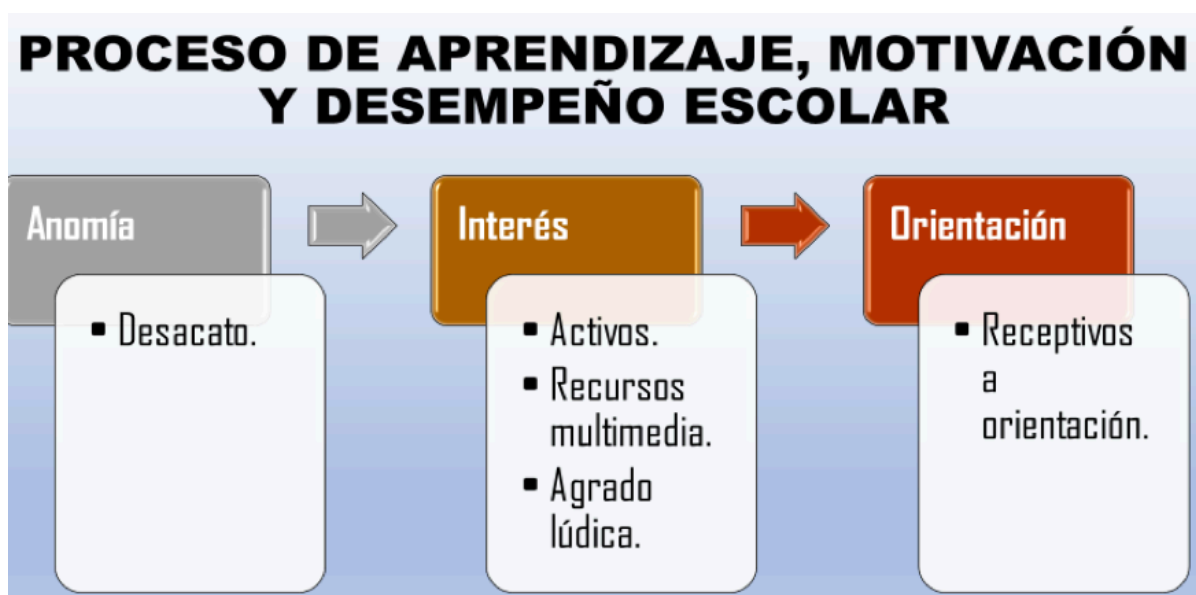 PROCESO DE APRENDIZAJE, MOTIVACIÓN
Y DESEMPEÑO ESCOLAR
Anomía
▪ Desacato.
Interés
▪ Activos.
▪ Recursos
multimedia.
▪ Agrado
lúdica.
Orientación
▪ Receptivos
a
orientación.